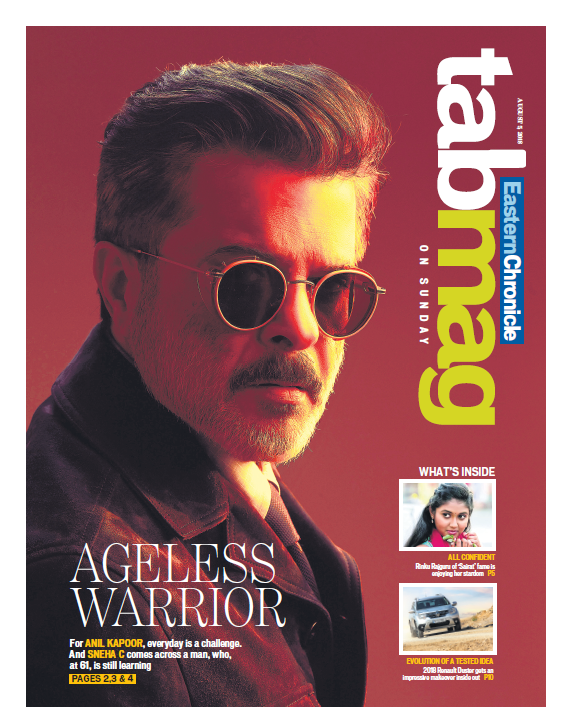 AUGUST 5, 2018
tabmag
EasternChronicle
ON SUNDAY
WHAT'S INSIDE
ALL CONFIDENT
Rinku Rajguru of 'Sairat' fame is
enjoying her stardom P5
AGELESS
WARRIOR
For ANIL KAPOOR, everyday is a challenge.
And SNEHA C comes across a man, who,
at 61, is still learning
PAGES 2,3 & 4
EVOLUTION OF A TESTED IDEA
2018 Renault Duster gets an
impressive makeover inside out P10